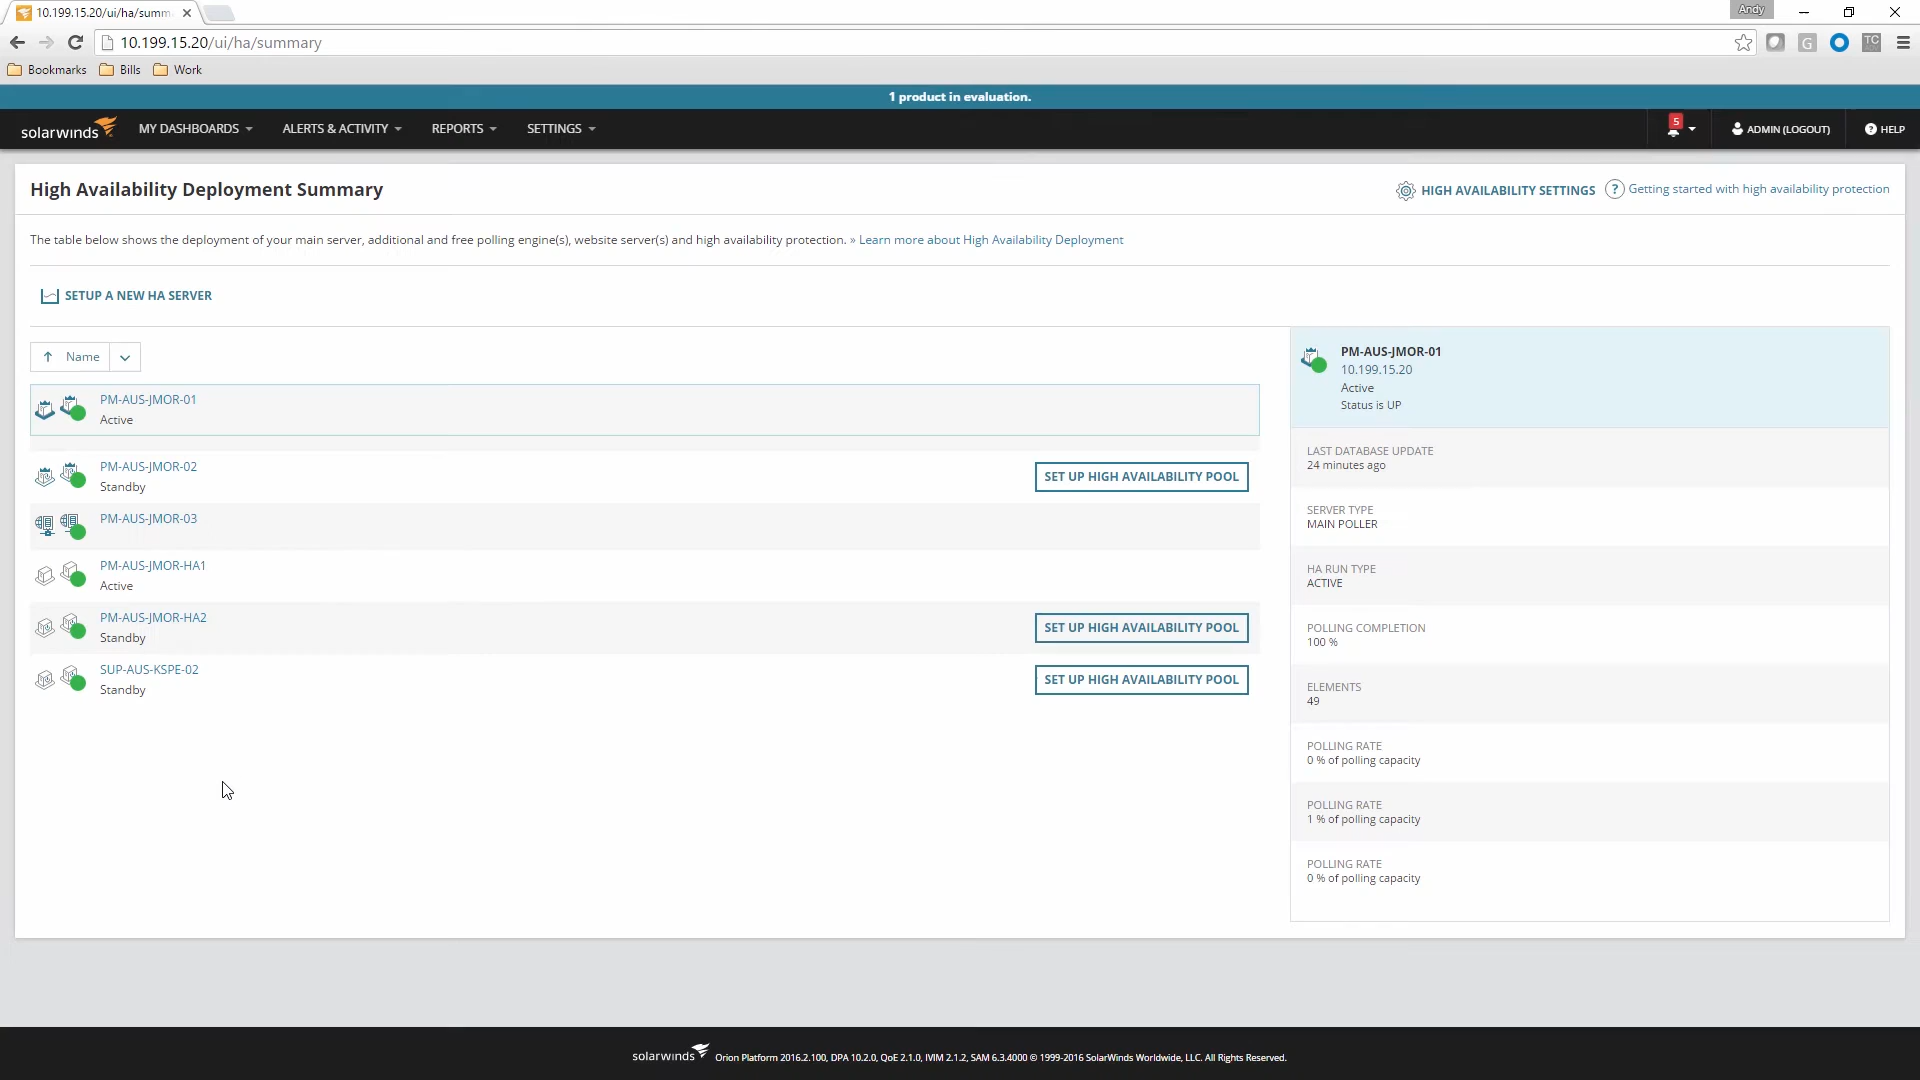 10.199.15.20/ui/ha/summ
Andy
10.199.15.20/ui/ha/summary
G
TC
Bookmarks
Bills
Work
1 product in evaluation.
solarwinds
MY DASHBOARDS
ALERTS & ACTIVITY
REPORTS
SETTINGS
5
ADMIN (LOGOUT)
? HELP
High Availability Deployment Summary
HIGH AVAILABILITY SETTINGS
? Getting started with high availability protection
The table below shows the deployment of your main server, additional and free polling engine(s), website server(s) and high availability protection. » Learn more about High Availability Deployment
SETUP A NEW HA SERVER
Name
PM-AUS-JMOR-01
Active
PM-AUS-JMOR-02
Standby
SET UP HIGH AVAILABILITY POOL
PM-AUS-JMOR-03
PM-AUS-JMOR-HA1
Active
PM-AUS-JMOR-HA2
Standby
SET UP HIGH AVAILABILITY POOL
SUP-AUS-KSPE-02
Standby
SET UP HIGH AVAILABILITY POOL
PM-AUS-JMOR-01
10.199.15.20
Active
Status is UP
LAST DATABASE UPDATE
24 minutes ago
SERVER TYPE
MAIN POLLER
HA RUN TYPE
ACTIVE
POLLING COMPLETION
100 %
ELEMENTS
49
POLLING RATE
0 % of polling capacity
POLLING RATE
1 % of polling capacity
POLLING RATE
0 % of polling capacity
solarwinds Orion Platform 2016.2.100, DPA 10.2.0, QoE 2.1.0, IVIM 2.1.2, SAM 6.3.4000 © 1999-2016 SolarWinds Worldwide, LLC. All Rights Reserved.